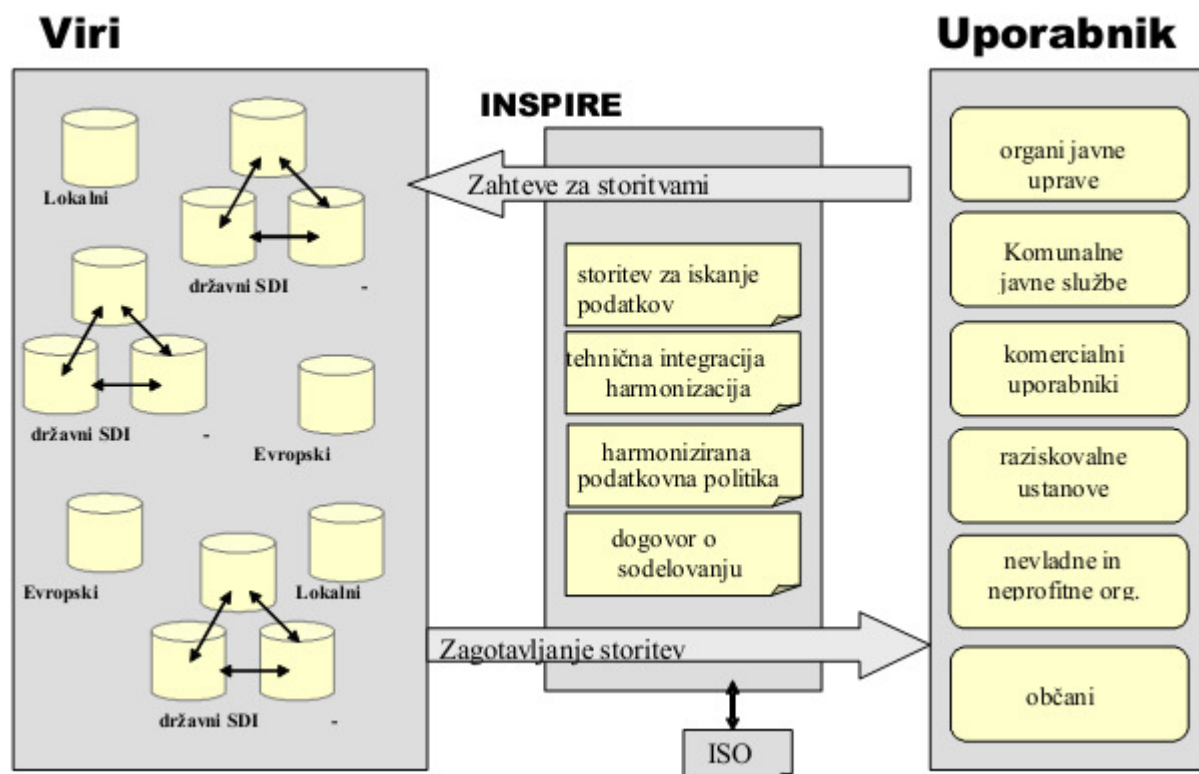 Viri
Uporabnik
INSPIRE
Lokalni
državni SDI -
državni SDI -
Evropski
Evropski
Lokalni
državni SDI -
Zahteve za storitvami
storitev za iskanje
podatkov
tehnična integracija
harmonizacija
harmonizirana
podatkovna politika
dogovor o
sodelovanju
Zagotavljanje storitev
ISO
organi javne
uprave
Komunalne
javne službe
komercialni
uporabniki
raziskovalne
ustanove
nevladne in
neprofitne org.
občani